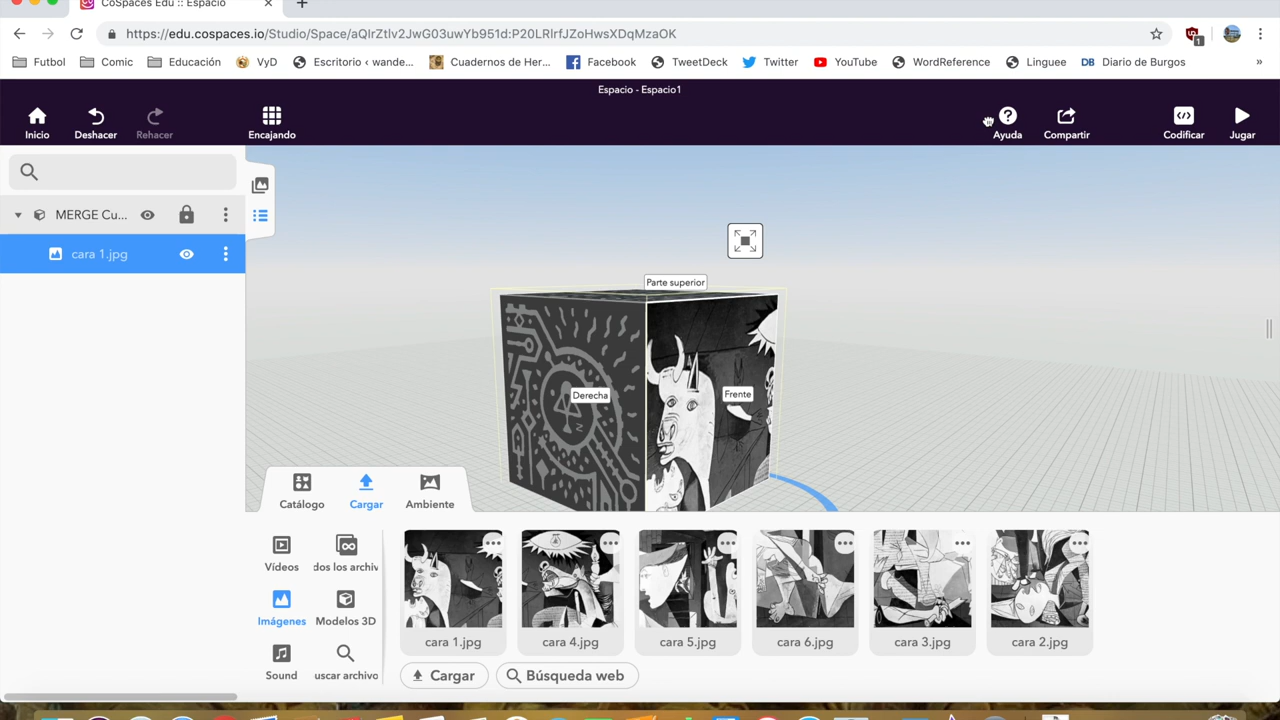 CoSpaces Edu :: Espacio
https://edu.cospaces.io/Studio/Space/aQIrZtlv2JwG03uwYb951d:P20LRlrfJZoHwsXDqMzaOK
1
Futbol
Comic
Educación
VyD
Escritorio ‹ wande...
Cuadernos de Her...
Facebook
TweetDeck
Twitter
YouTube
WordReference
Linguee
DB Diario de Burgos
»
Espacio - Espacio1
Inicio
Deshacer
Rehacer
Encajando
Ayuda
Compartir
Codificar
Jugar
MERGE Cu...
cara 1.jpg
Parte superior
Derecha
Frente
Catálogo
Cargar
Ambiente
Vídeos
dos los archiv
Imágenes
Modelos 3D
Sound
uscar archivo
cara 1.jpg
cara 4.jpg
cara 5.jpg
cara 6.jpg
cara 3.jpg
cara 2.jpg
Cargar
Búsqueda web